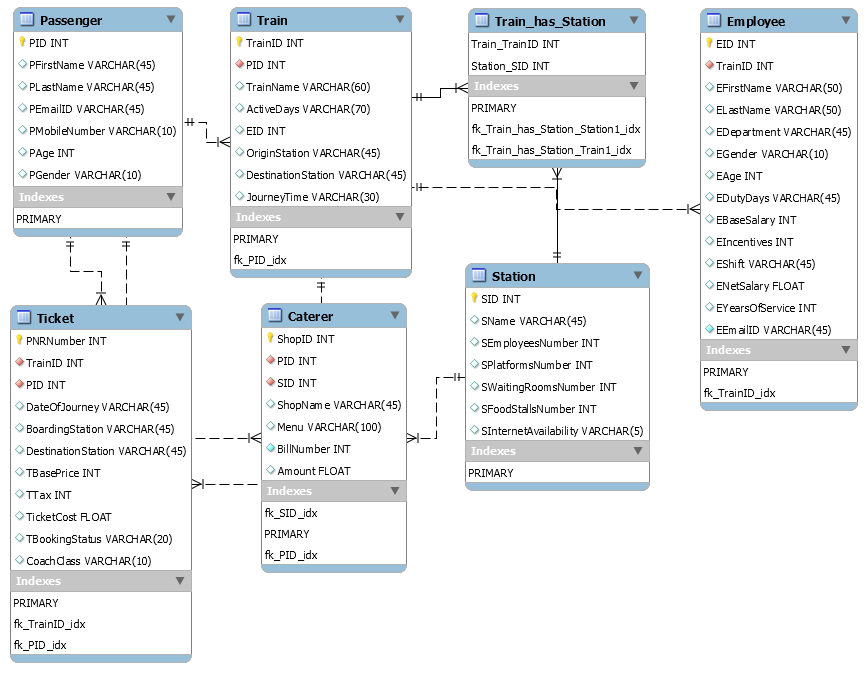 Passenger
PID INT
PFirstName VARCHAR(45)
PLastName VARCHAR(45)
PEmailID VARCHAR(45)
PMobileNumber VARCHAR(10)
PAge INT
PGender VARCHAR(10)
Indexes
PRIMARY
Train
TrainID INT
PID INT
TrainName VARCHAR(60)
ActiveDays VARCHAR(70)
EID INT
OriginStation VARCHAR(45)
DestinationStation VARCHAR(45)
JourneyTime VARCHAR(30)
Indexes
PRIMARY
fk_PID_idx
Train_has_Station
Train_TrainID INT
Station_SID INT
Indexes
PRIMARY
fk_Train_has_Station_Station1_idx
fk_Train_has_Station_Train1_idx
Employee
EID INT
TrainID INT
EFirstName VARCHAR(50)
ELastName VARCHAR(50)
EDepartment VARCHAR(45)
EGender VARCHAR(10)
EAge INT
EDutyDays VARCHAR(45)
EBaseSalary INT
EIncentives INT
EShift VARCHAR(45)
ENetSalary FLOAT
EYearsOfService INT
EEmailID VARCHAR(45)
Indexes
PRIMARY
fk_TrainID_idx
Ticket
PNRNumber INT
TrainID INT
PID INT
DateOfJourney VARCHAR(45)
BoardingStation VARCHAR(45)
DestinationStation VARCHAR(45)
TBasePrice INT
TTax INT
TicketCost FLOAT
TBookingStatus VARCHAR(20)
CoachClass VARCHAR(10)
Indexes
PRIMARY
fk_TrainID_idx
fk_PID_idx
Caterer
ShopID INT
PID INT
SID INT
ShopName VARCHAR(45)
Menu VARCHAR(100)
BillNumber INT
Amount FLOAT
Indexes
fk_SID_idx
PRIMARY
fk_PID_idx
Station
SID INT
SName VARCHAR(45)
SEmployeesNumber INT
SPlatformsNumber INT
SWaitingRoomsNumber INT
SFoodStallsNumber INT
SInternetAvailability VARCHAR(5)
Indexes
PRIMARY